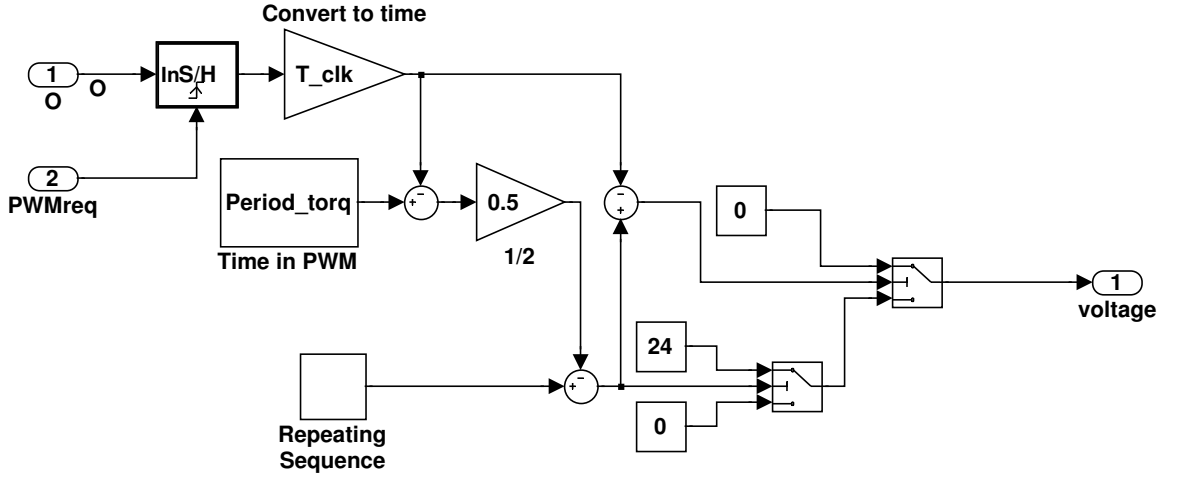 Convert to time
1
O
O
InS/H
T_clk
2
PWMreq
Period_torq
Time in PWM
0.5
1/2
0
1
voltage
24
0
Repeating
Sequence